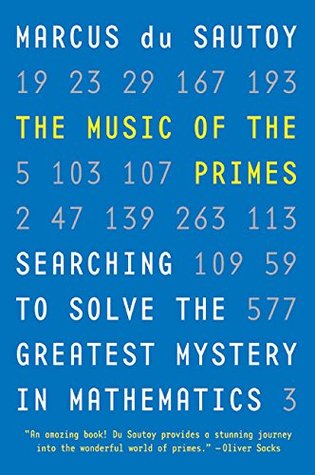 MARCUS du SAUTOY
19 23 29 167 193
THE MUSIC OF THE
5 103 107 PRIMES
2 47 139 263 113
SEARCHING 109 59
TO SOLVE THE 577
GREATEST MYSTERY
IN MATHEMATICS 3
"An amazing book! Du Sautoy provides a stunning journey
into the wonderful world of primes." —Oliver Sacks